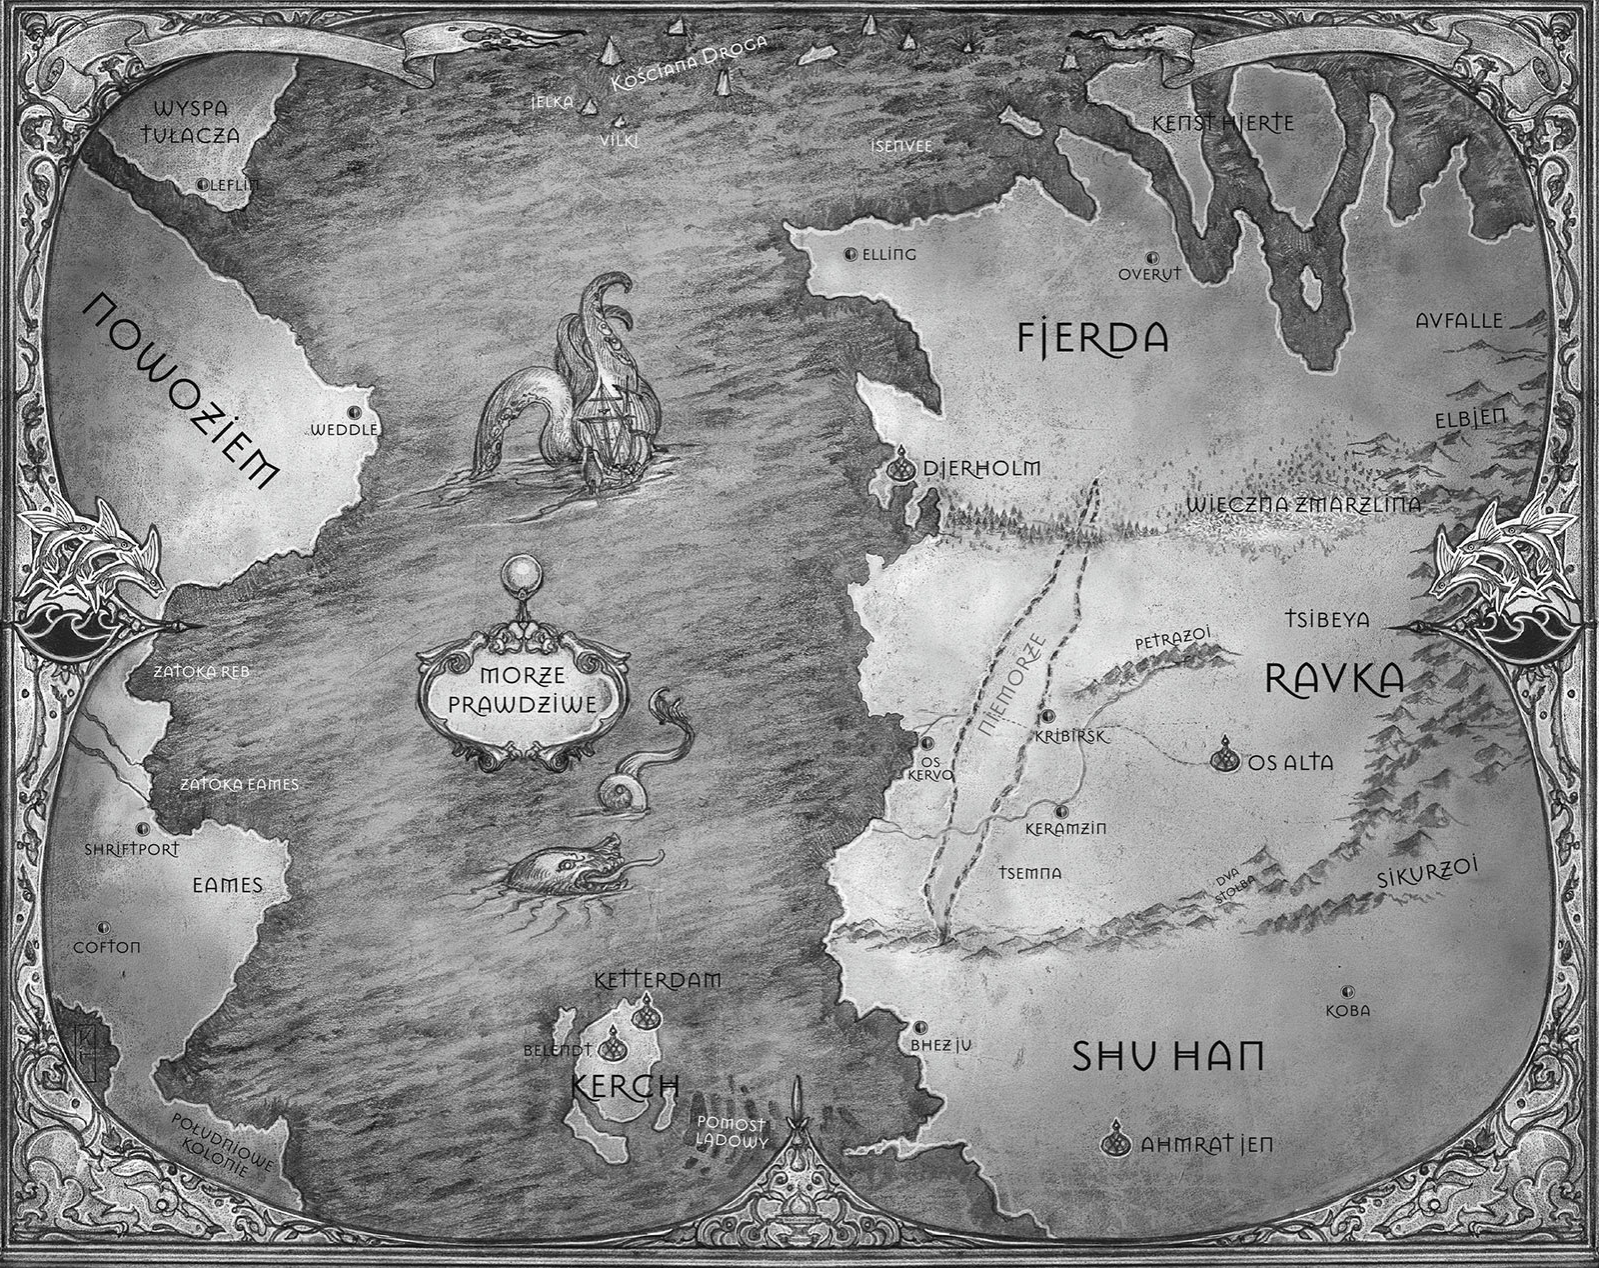 Kościana Droga
JELKA
VILKI
ISENVEE
WYSPA
TUŁACZA
LEFLIN
KENST HJERTE
ELLING
OVERUT
NOWOZIEM
FJERDA
AVFALLE
WEDDLE
ELBJEN
DJERHOLM
WIECZNA ZMARZLINA
TSIBEYA
PETRAZOI
ZATOKA REB
MORZE
PRAWDZIWE
NIEMORZE
RAVKA
KRIBIRSK
OS
KERVO
OS ALTA
ZATOKA EAMES
KERAMZIN
SHRIFTPORT
EAMES
TSEMNA
DVA
STOLBA
SIKURZOI
COFTON
KETTERDAM
KOBA
BELENDT
BHEZJU
SHU HAN
KERCH
POMOST
LĄDOWY
AHMRAT JEN
POŁUDNIOWE
KOLONIE